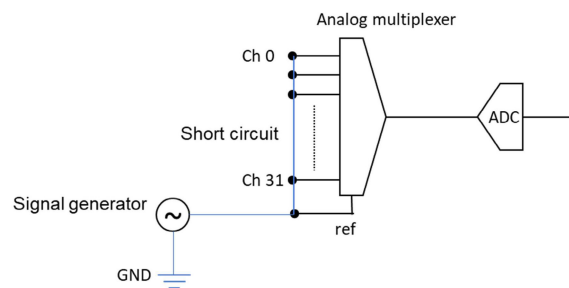 Analog multiplexer
Ch 0
ADC
Short circuit
Ch 31
Signal generator
ref
GND